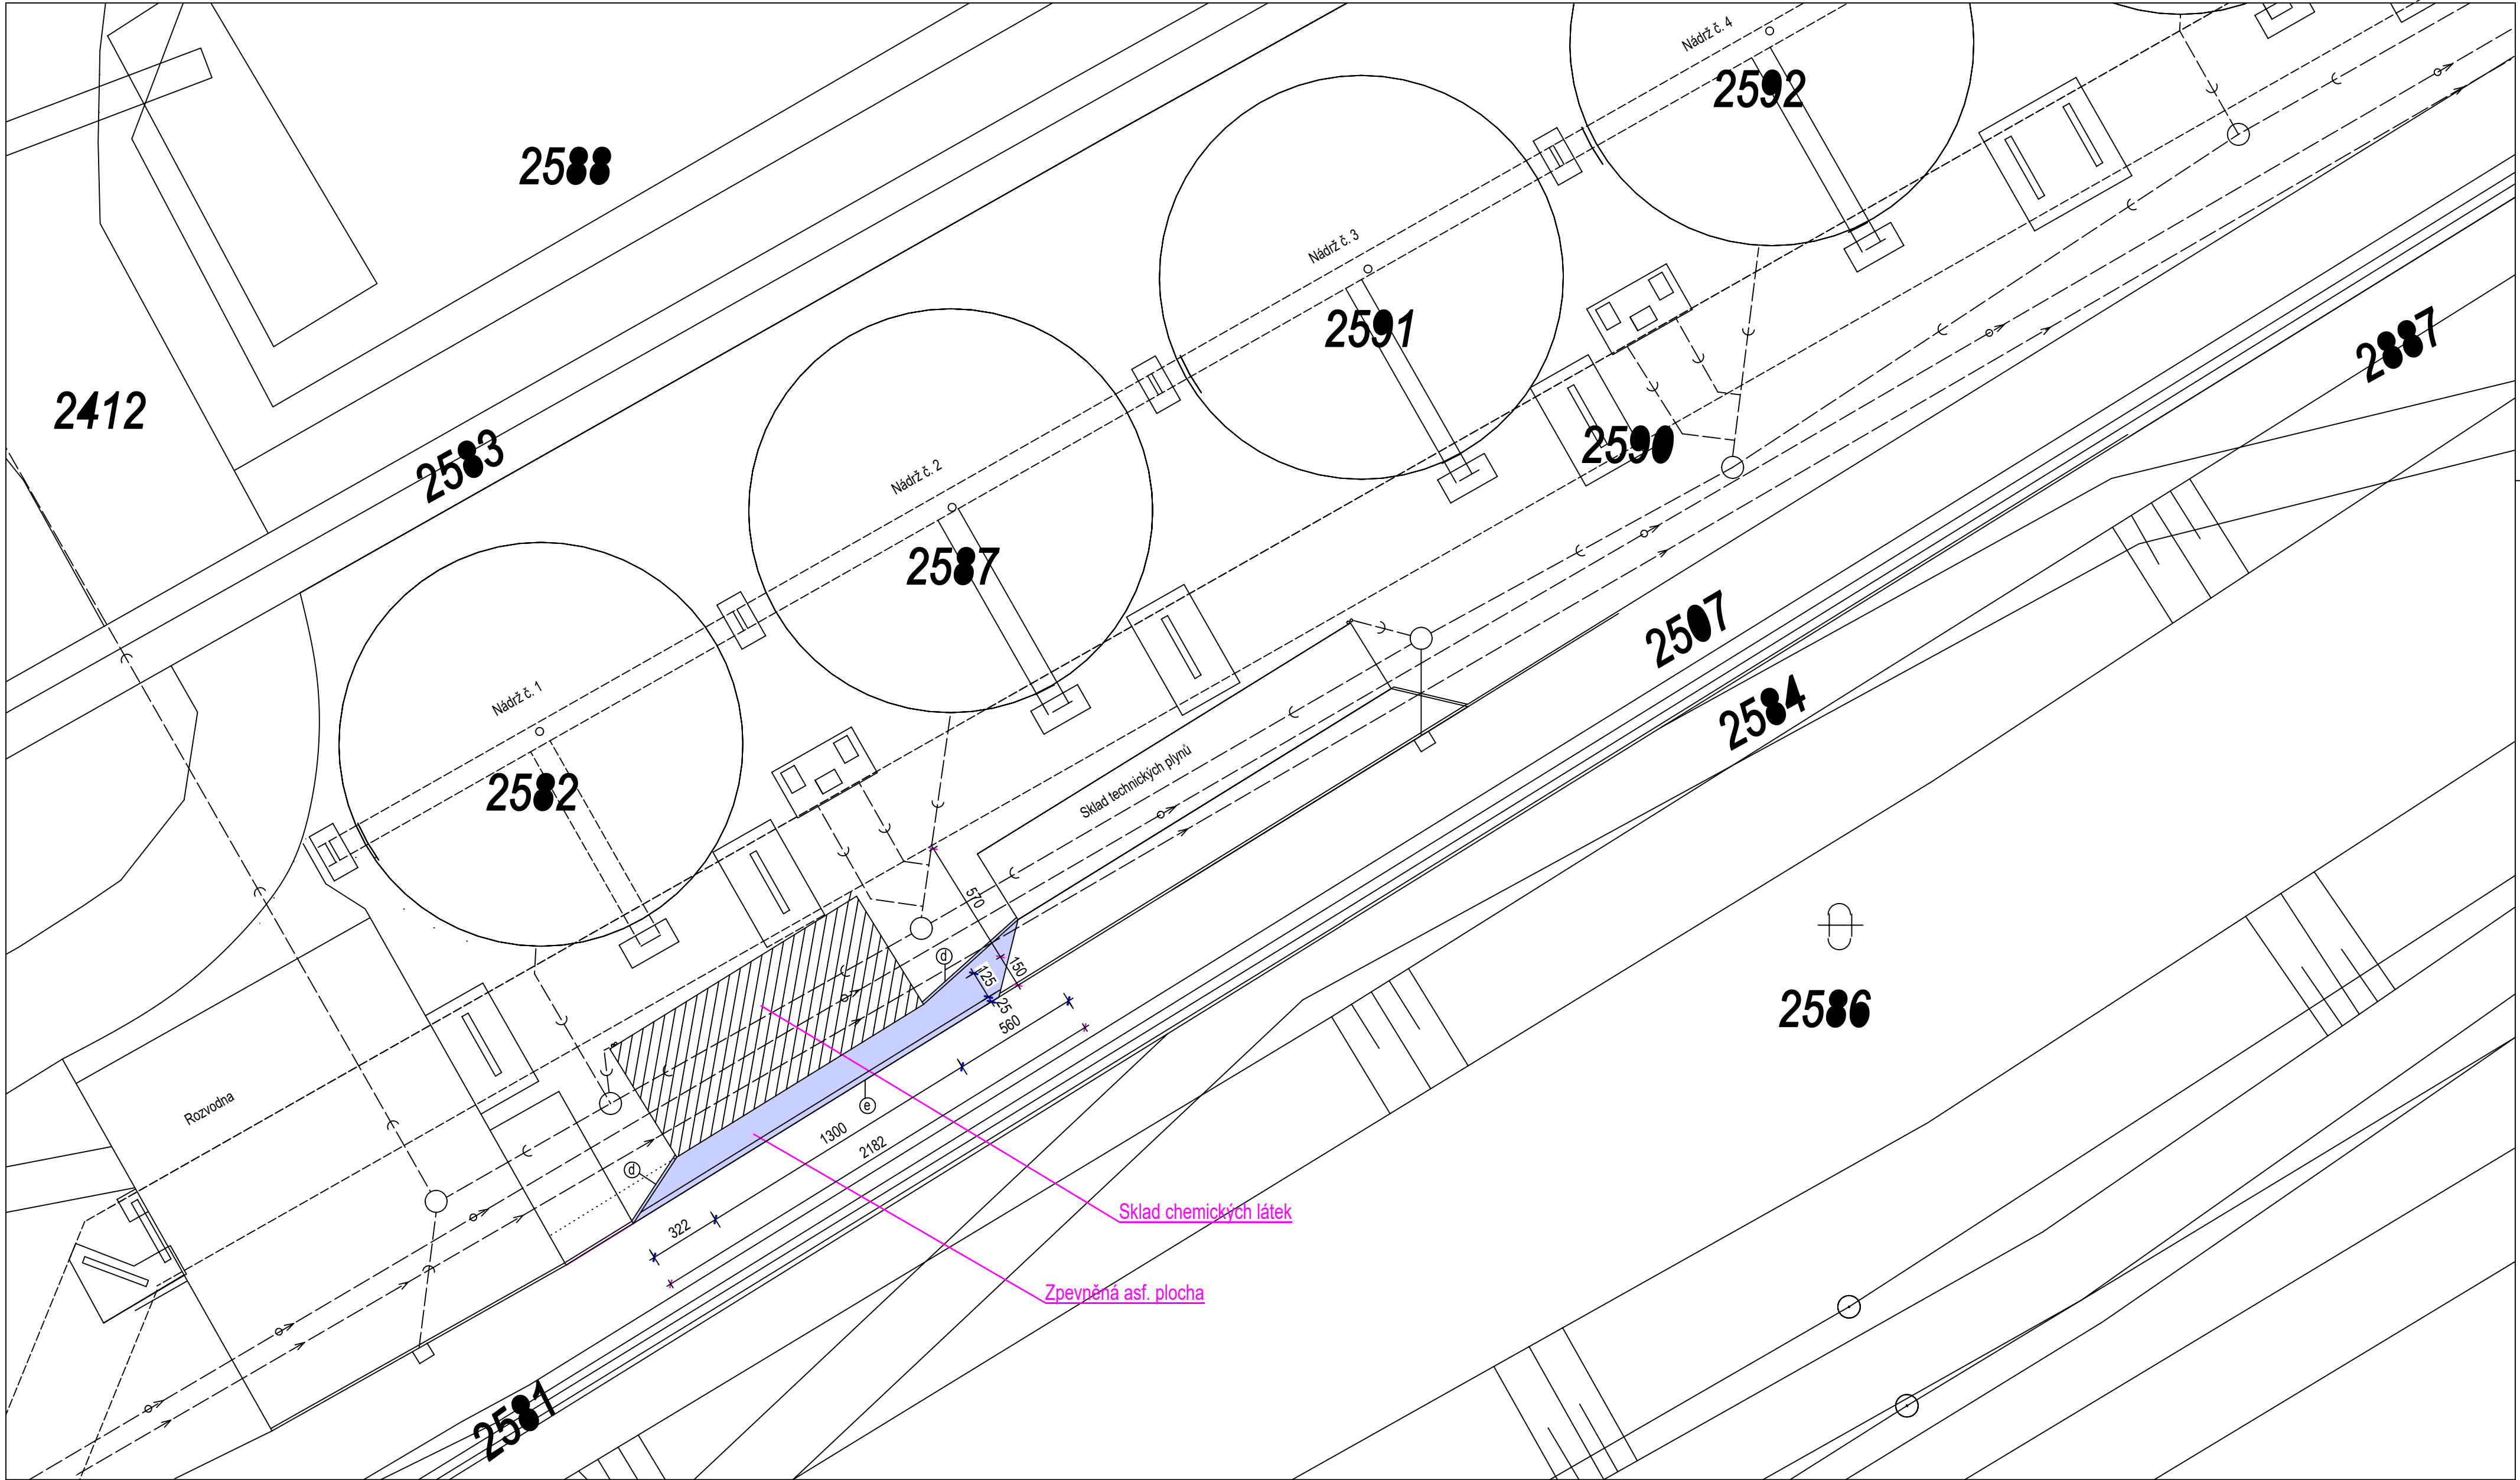 Nádrž č. 4
2592
2588
Nádrž č. 3
2591
2887
2412
2583
Nádrž č. 2
2590
2587
2507
Nádrž č. 1
2584
Sklad technických plynů
2582
570
d
150
125
25
2586
560
e
Rozvodna
1300
2182
d
Sklad chemických látek
322
Zpevněná asf. plocha
2581